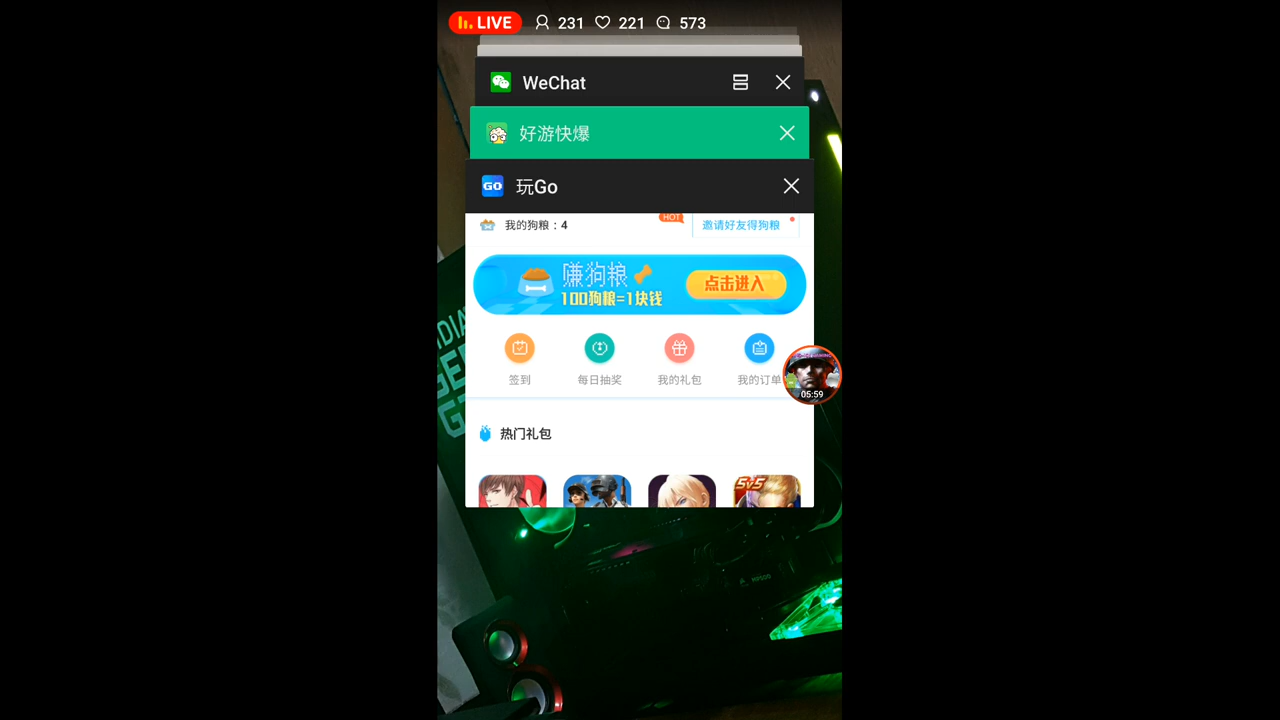 LIVE 231 221 573
WeChat
好游快爆
GO 玩Go
我的狗粮：4
HOT
邀请好友得狗粮
赚狗粮
100狗粮=1块钱
点击进入
签到
每日抽奖
我的礼包
我的订单
05:59
热门礼包
5v5